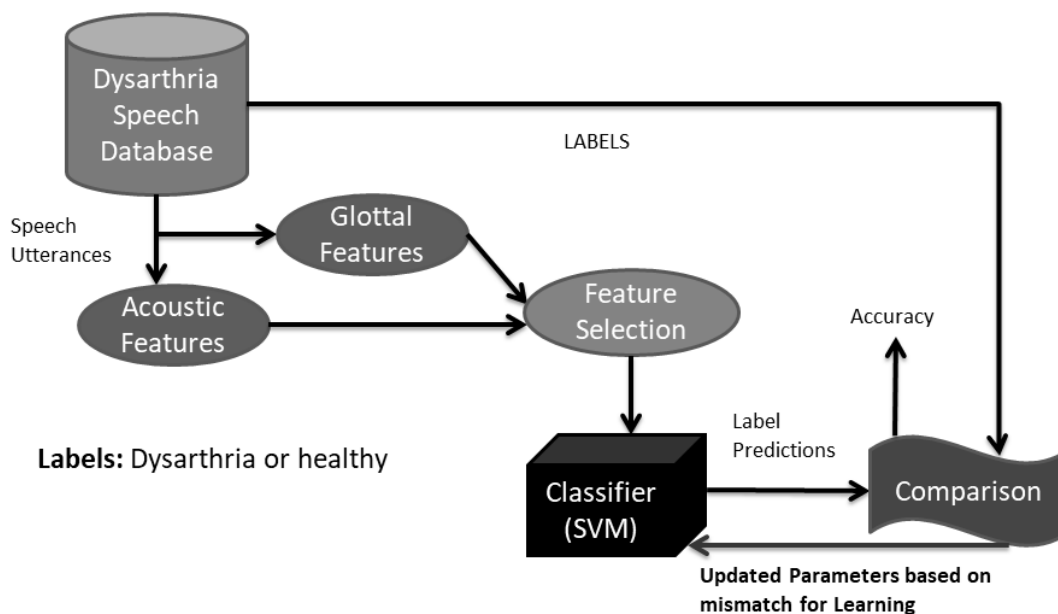 Dysarthria
Speech
Database
LABELS
Speech
Utterances
Glottal
Features
Acoustic
Features
Feature
Selection
Accuracy
Labels: Dysarthria or healthy
Label
Predictions
Classifier
(SVM)
Comparison
Updated Parameters based on
mismatch for Learning